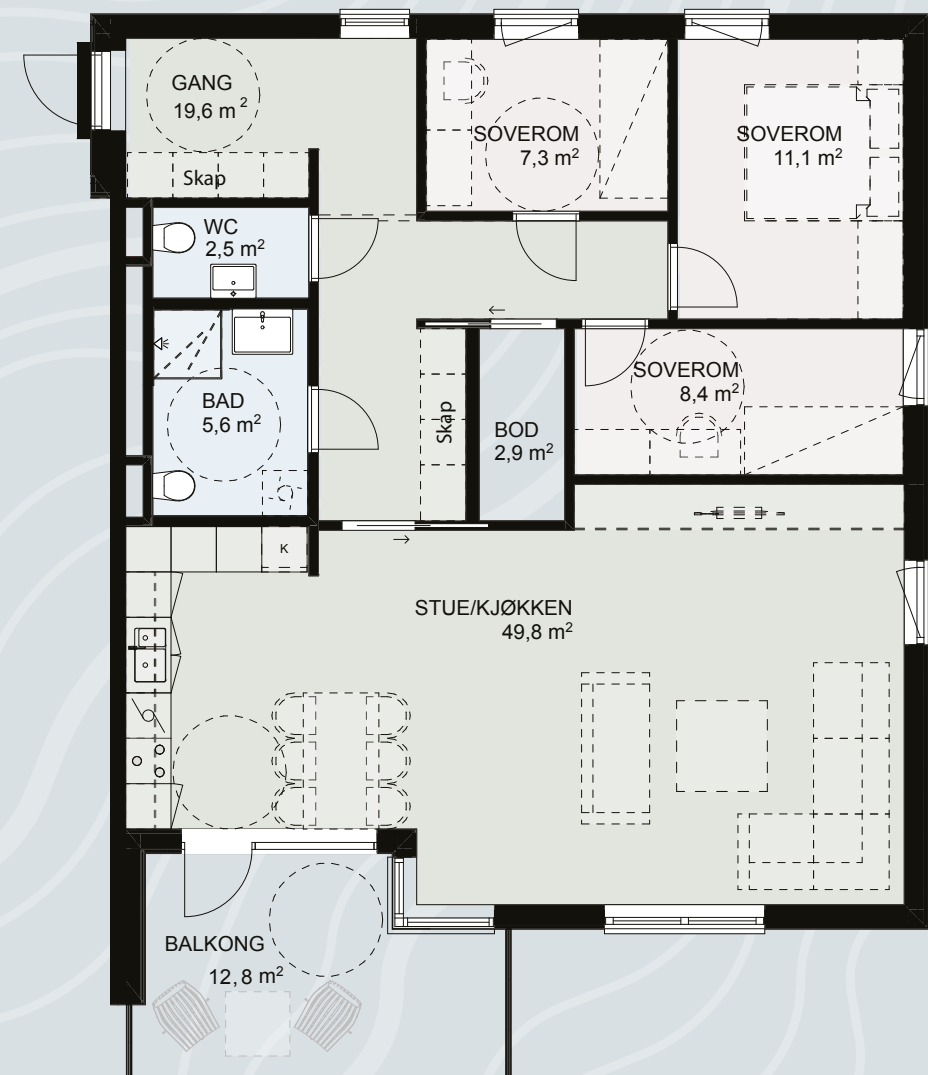 GANG
19,6 m²
Skap
SOVEROM
7,3 m²
SOVEROM
11,1 m²
WC
2,5 m²
SOVEROM
8,4 m²
BAD
5,6 m²
Skap
BOD
2,9 m²
K
STUE/KJØKKEN
49,8 m²
BALKONG
12,8 m²